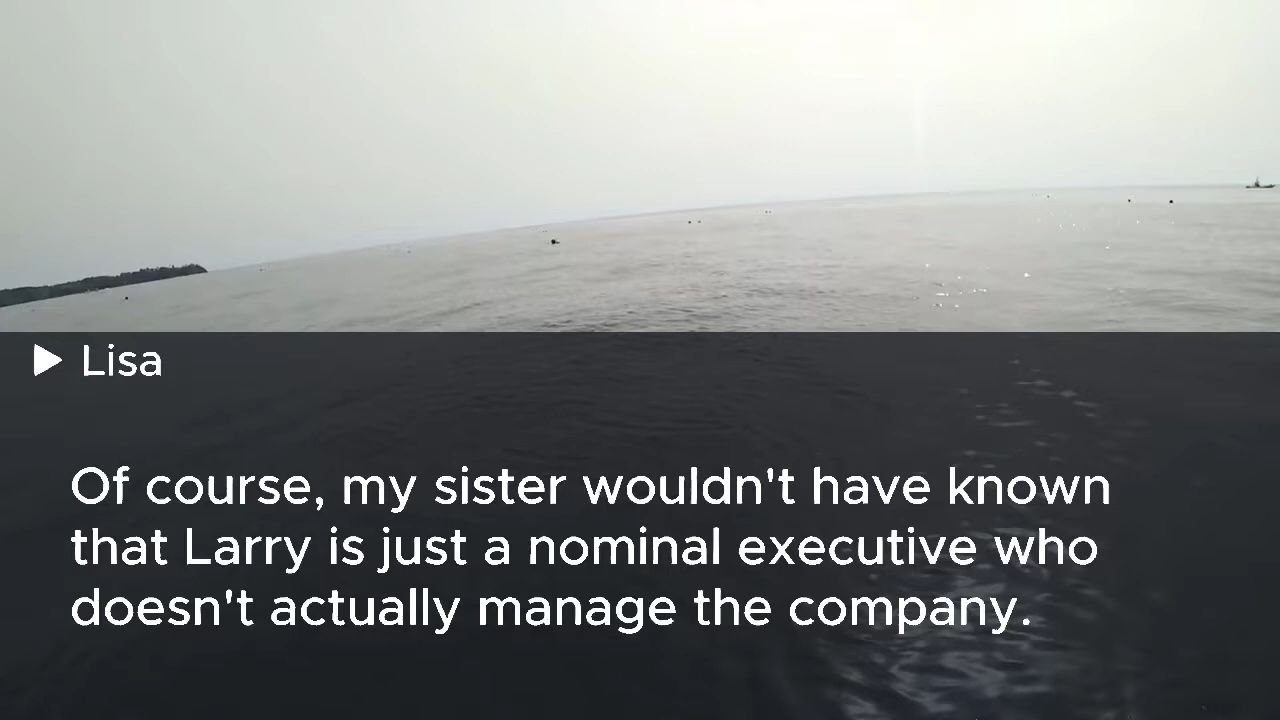 Lisa
Of course, my sister wouldn't have known
that Larry is just a nominal executive who
doesn't actually manage the company.